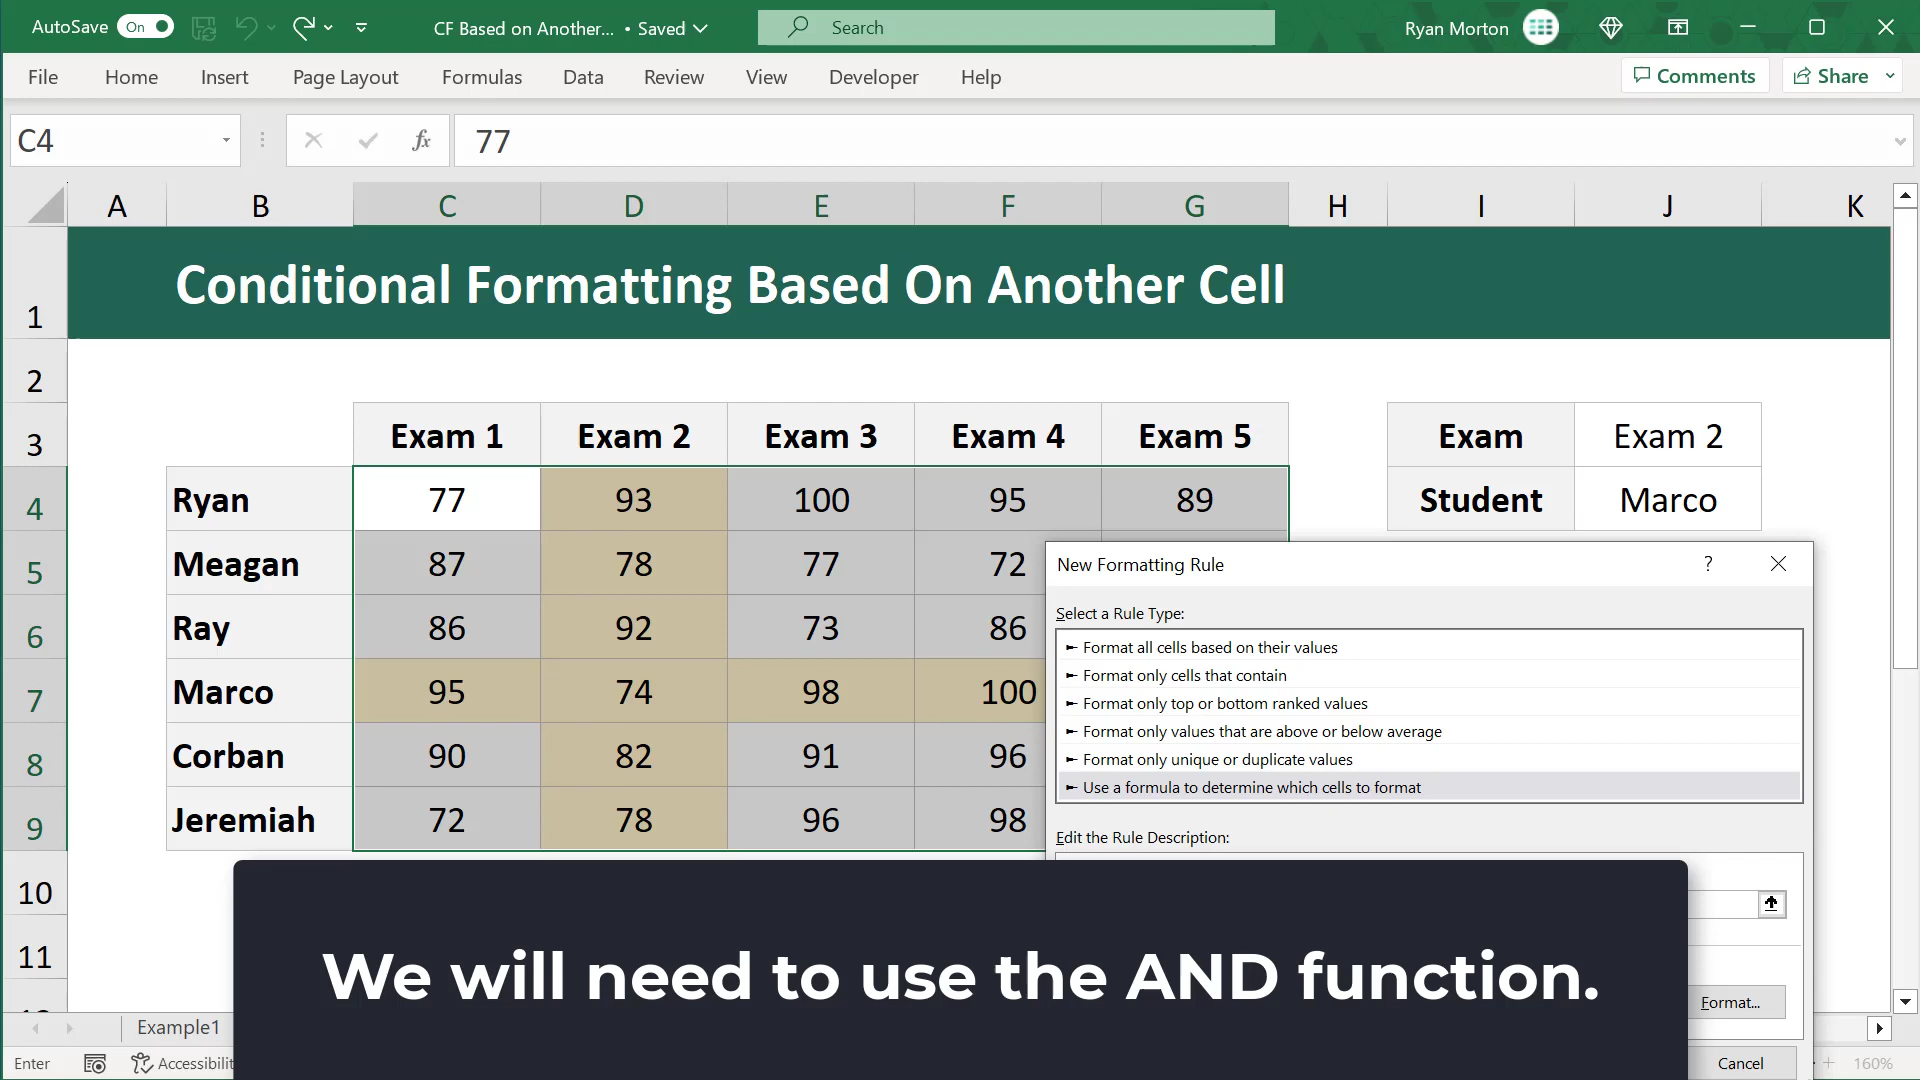 AutoSave On CF Based on Another... • Saved Search Ryan Morton
File Home Insert Page Layout Formulas Data Review View Developer Help Comments Share
C4 fx 77
A B C D E F G H I J K
1 Conditional Formatting Based On Another Cell
2
3 Exam 1 Exam 2 Exam 3 Exam 4 Exam 5 Exam Exam 2
4 Ryan 77 93 100 95 89 Student Marco
5 Meagan 87 78 77 72
6 Ray 86 92 73 86
7 Marco 95 74 98 100
8 Corban 90 82 91 96
9 Jeremiah 72 78 96 98
10
11
New Formatting Rule ?
Select a Rule Type:
► Format all cells based on their values
► Format only cells that contain
► Format only top or bottom ranked values
► Format only values that are above or below average
► Format only unique or duplicate values
► Use a formula to determine which cells to format
Edit the Rule Description:
We will need to use the AND function.
Format...
Cancel
Example1
Enter Accessibilit 160%